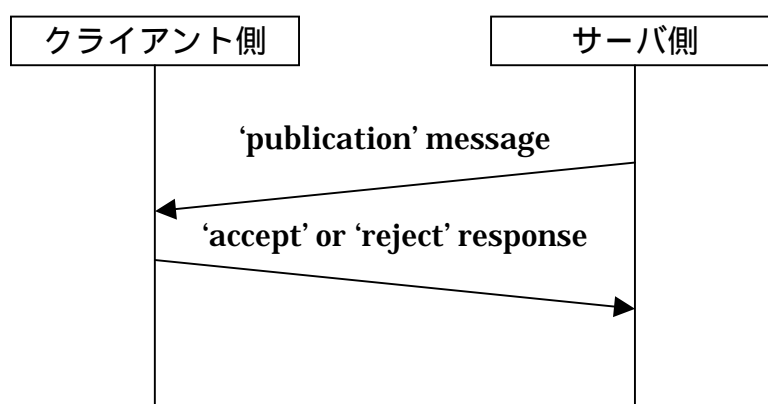 クライアント側
サーバ側
‘publication’ message
‘accept’ or ‘reject’ response